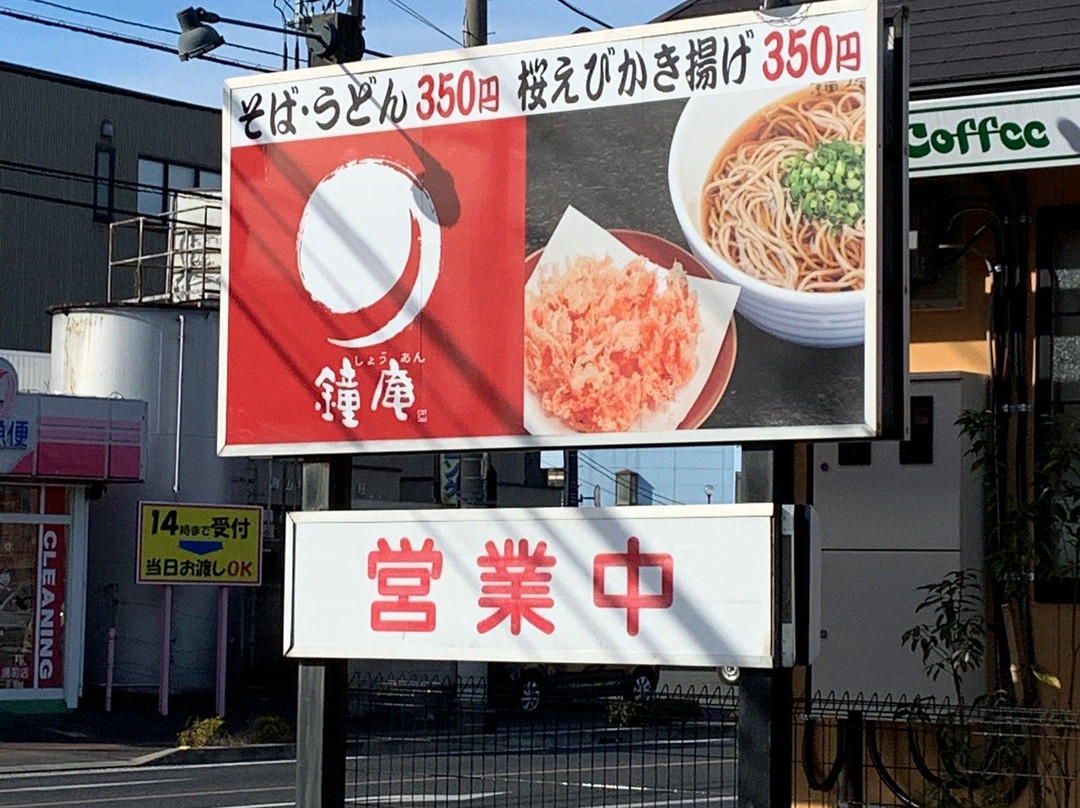 そば・うどん 350円 桜えびかき揚げ 350円
しょう あん
鐘庵
営業中
Coffee
14時まで受付
当日お渡しOK
CLEANING